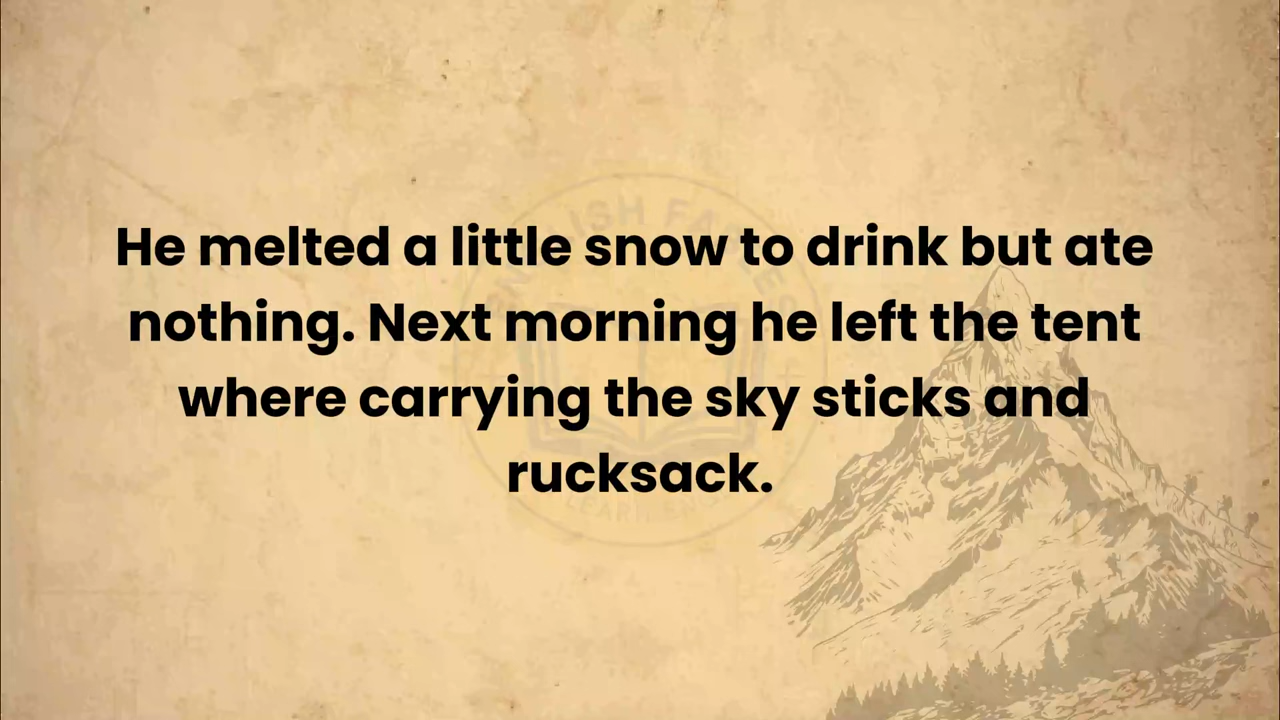 He melted a little snow to drink but ate
nothing. Next morning he left the tent
where carrying the sky sticks and
rucksack.